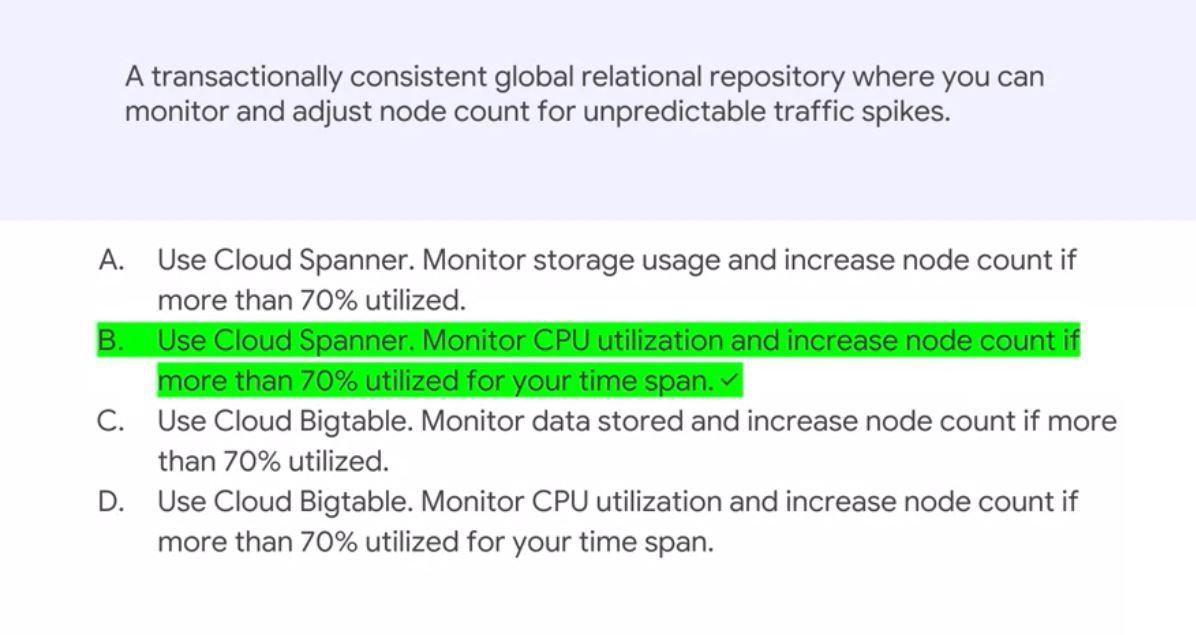 A transactionally consistent global relational repository where you can
monitor and adjust node count for unpredictable traffic spikes.
A. Use Cloud Spanner. Monitor storage usage and increase node count if
more than 70% utilized.
B. Use Cloud Spanner. Monitor CPU utilization and increase node count if
more than 70% utilized for your time span. ✓
C. Use Cloud Bigtable. Monitor data stored and increase node count if more
than 70% utilized.
D. Use Cloud Bigtable. Monitor CPU utilization and increase node count if
more than 70% utilized for your time span.